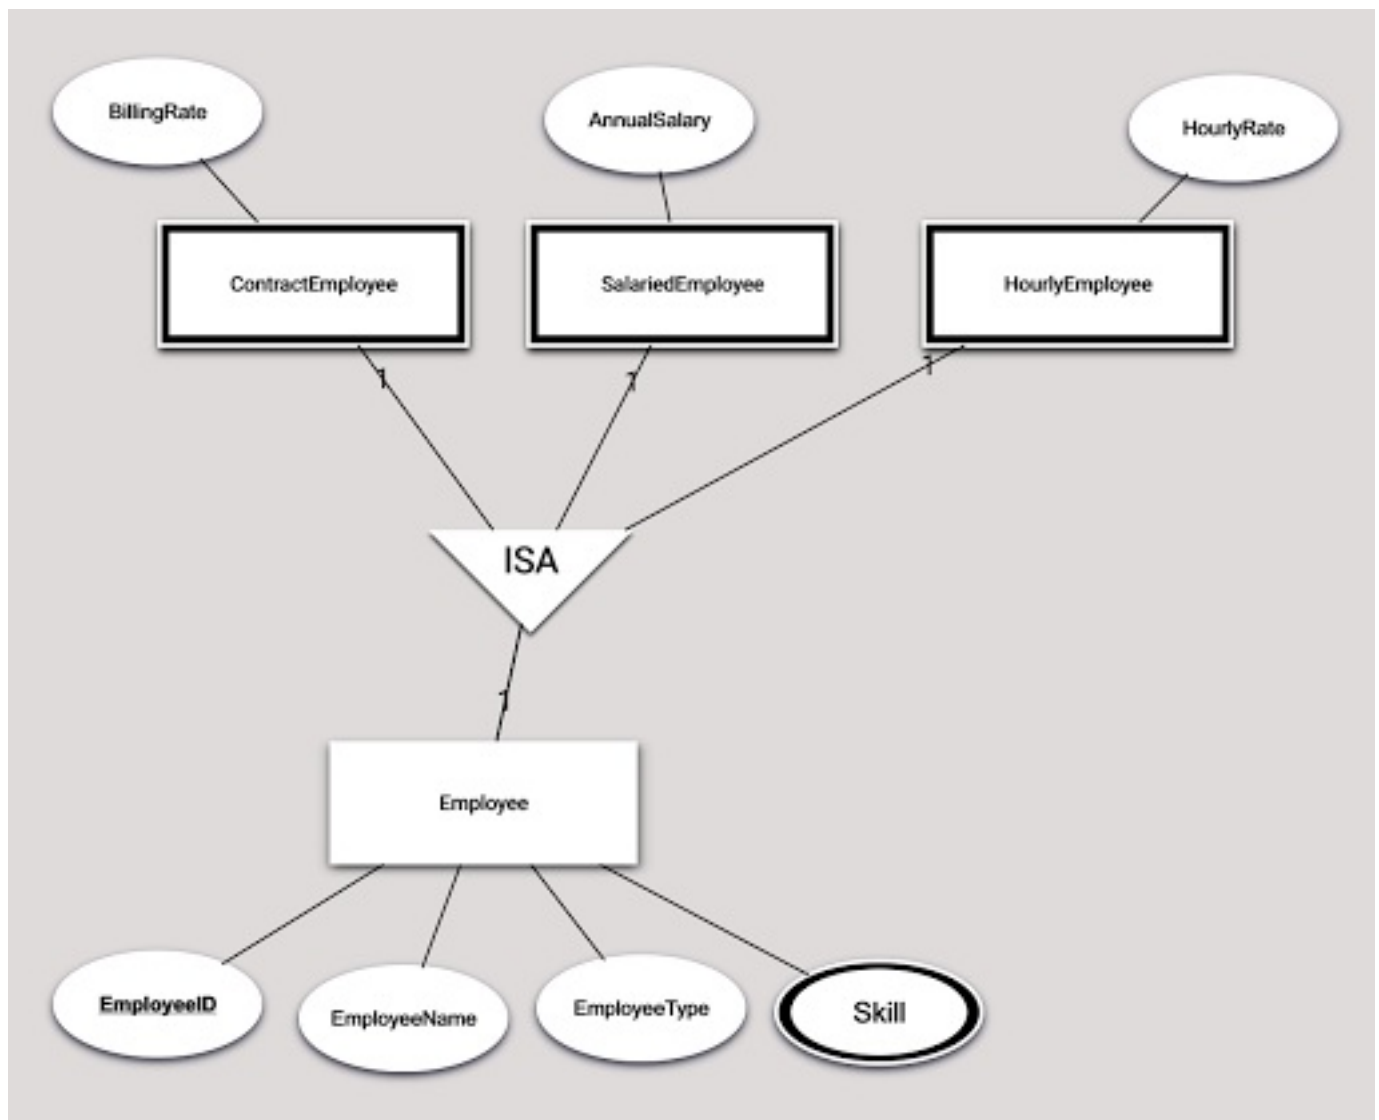 BillingRate
AnnualSalary
HourlyRate
ContractEmployee
SalariedEmployee
HourlyEmployee
1
1
1
ISA
1
Employee
EmployeeID
EmployeeName
EmployeeType
Skill